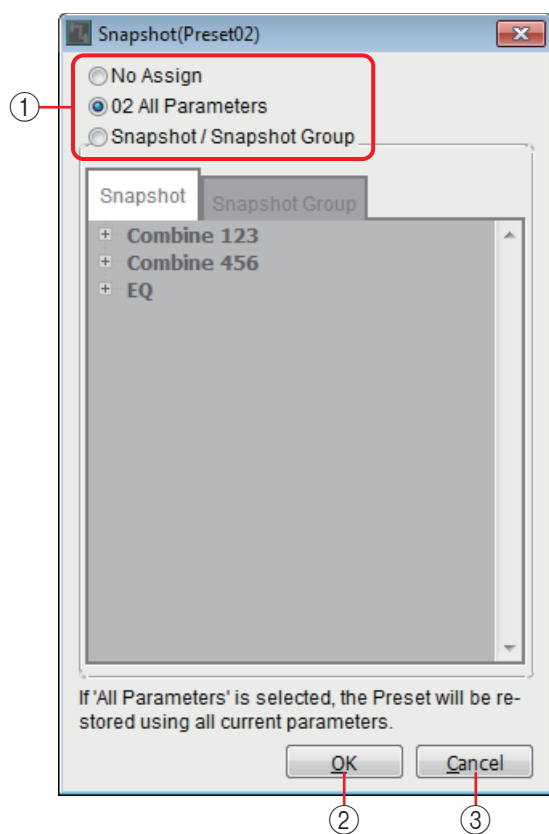 Snapshot(Preset02)
No Assign
① 02 All Parameters
Snapshot / Snapshot Group
Snapshot Snapshot Group
Combine 123
Combine 456
EQ
If 'All Parameters' is selected, the Preset will be re-
stored using all current parameters.
OK Cancel
② ③